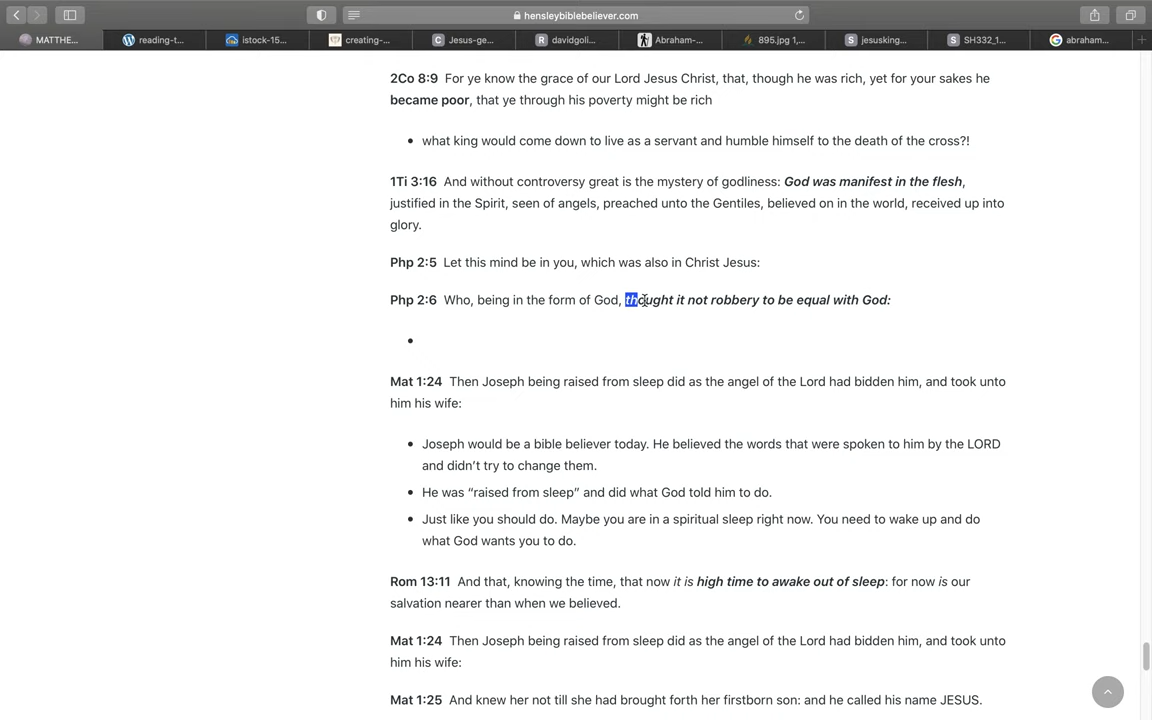 hensleybiblebeliever.com
MATTHE...
reading-t...
istock-15...
creating-...
Jesus-ge...
davidgoli...
Abraham-...
895.jpg 1,...
jesusking...
SH332_1...
abraham...
2Co 8:9 For ye know the grace of our Lord Jesus Christ, that, though he was rich, yet for your sakes he
became poor, that ye through his poverty might be rich
• what king would come down to live as a servant and humble himself to the death of the cross?!
1Ti 3:16 And without controversy great is the mystery of godliness: God was manifest in the flesh,
justified in the Spirit, seen of angels, preached unto the Gentiles, believed on in the world, received up into
glory.
Php 2:5 Let this mind be in you, which was also in Christ Jesus:
Php 2:6 Who, being in the form of God, thought it not robbery to be equal with God:
•
Mat 1:24 Then Joseph being raised from sleep did as the angel of the Lord had bidden him, and took unto
him his wife:
• Joseph would be a bible believer today. He believed the words that were spoken to him by the LORD
and didn’t try to change them.
• He was “raised from sleep” and did what God told him to do.
• Just like you should do. Maybe you are in a spiritual sleep right now. You need to wake up and do
what God wants you to do.
Rom 13:11 And that, knowing the time, that now it is high time to awake out of sleep: for now is our
salvation nearer than when we believed.
Mat 1:24 Then Joseph being raised from sleep did as the angel of the Lord had bidden him, and took unto
him his wife:
Mat 1:25 And knew her not till she had brought forth her firstborn son: and he called his name JESUS.